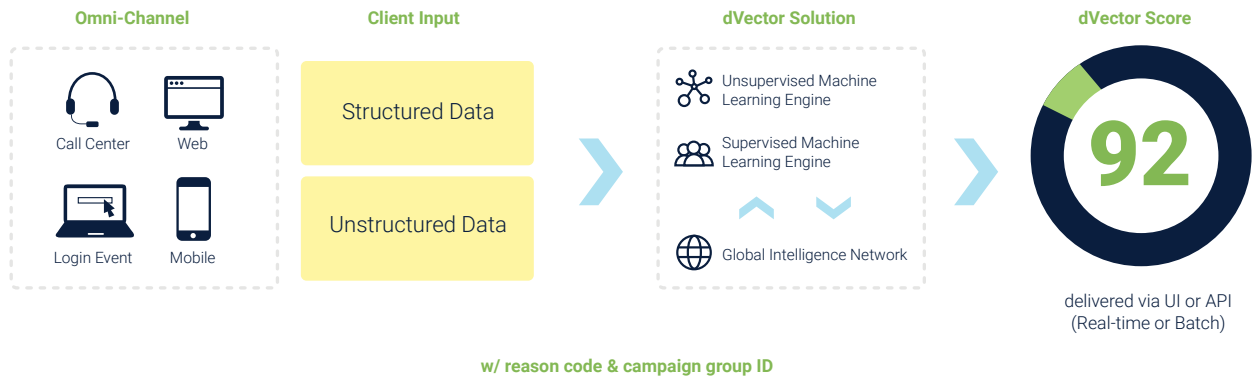 Omni-Channel
Call Center
Web
Login Event
Mobile
Client Input
Structured Data
Unstructured Data
dVector Solution
Unsupervised Machine
Learning Engine
Supervised Machine
Learning Engine
Global Intelligence Network
dVector Score
92
delivered via UI or API
(Real-time or Batch)
w/ reason code & campaign group ID